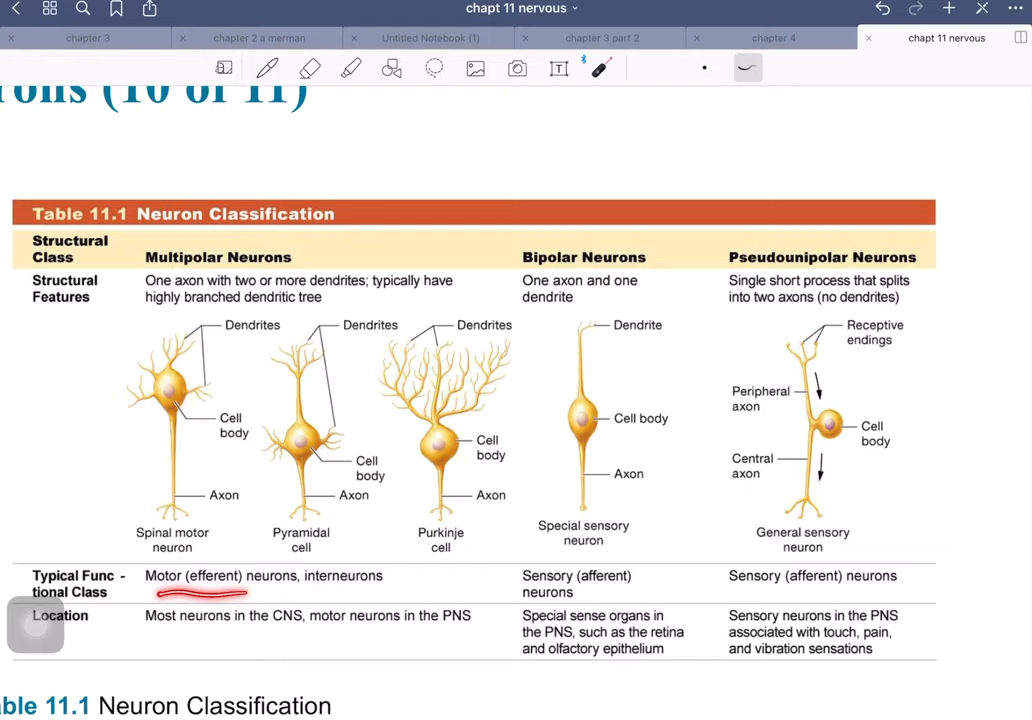 chapt 11 nervous
chapter 3
chapter 2 a merman
Untitled Notebook (1)
chapter 3 part 2
chapter 4
chapt 11 nervous
T
rons (10 of 11)
Table 11.1 Neuron Classification
Structural
Class
Multipolar Neurons
Bipolar Neurons
Pseudounipolar Neurons
Structural
Features
One axon with two or more dendrites; typically have
highly branched dendritic tree
One axon and one
dendrite
Single short process that splits
into two axons (no dendrites)
Dendrites
Cell
body
Axon
Spinal motor
neuron
Dendrites
Cell
body
Axon
Pyramidal
cell
Dendrites
Cell
body
Axon
Purkinje
cell
Dendrite
Cell body
Axon
Special sensory
neuron
Receptive
endings
Peripheral
axon
Cell
body
Central
axon
General sensory
neuron
Typical Func -
tional Class
Motor (efferent) neurons, interneurons
Sensory (afferent)
neurons
Sensory (afferent) neurons
Location
Most neurons in the CNS, motor neurons in the PNS
Special sense organs in
the PNS, such as the retina
and olfactory epithelium
Sensory neurons in the PNS
associated with touch, pain,
and vibration sensations
able 11.1 Neuron Classification